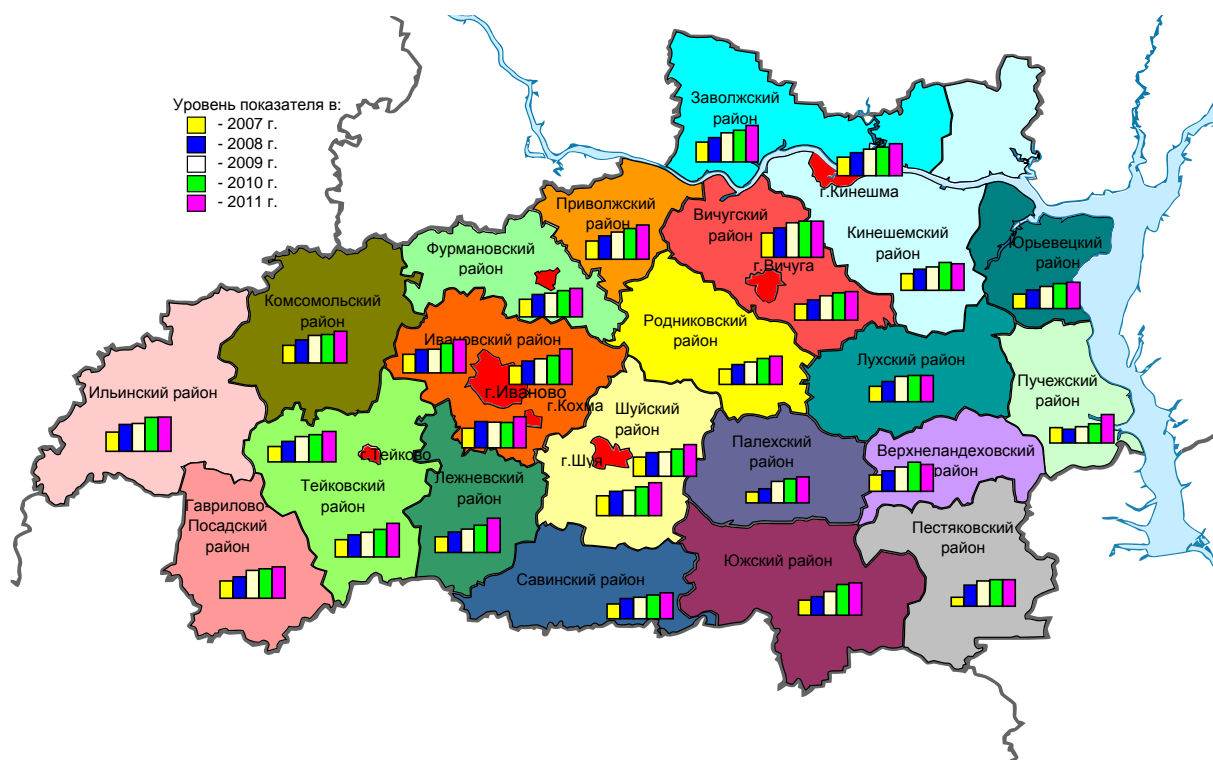 Уровень показателя в:
- 2007 г.
- 2008 г.
- 2009 г.
- 2010 г.
- 2011 г.
Заволжский
район
г.Кинешма
Приволжский
район
Вичугский
район
Кинешемский
район
Юрьевецкий
район
Фурмановский
район
г.Вичуга
Комсомольский
район
Родниковский
район
Ивановский район
Лухский район
Ильинский район
г.Иваново
Пучежский
район
г.Кохма
Шуйский
район
Палехский
район
Верхнеландеховский
район
г.Шуя
г.Тейково
Лежневский
район
Тейковский
район
Гаврилово-
Посадский
район
Пестяковский
район
Савинский район
Южский район